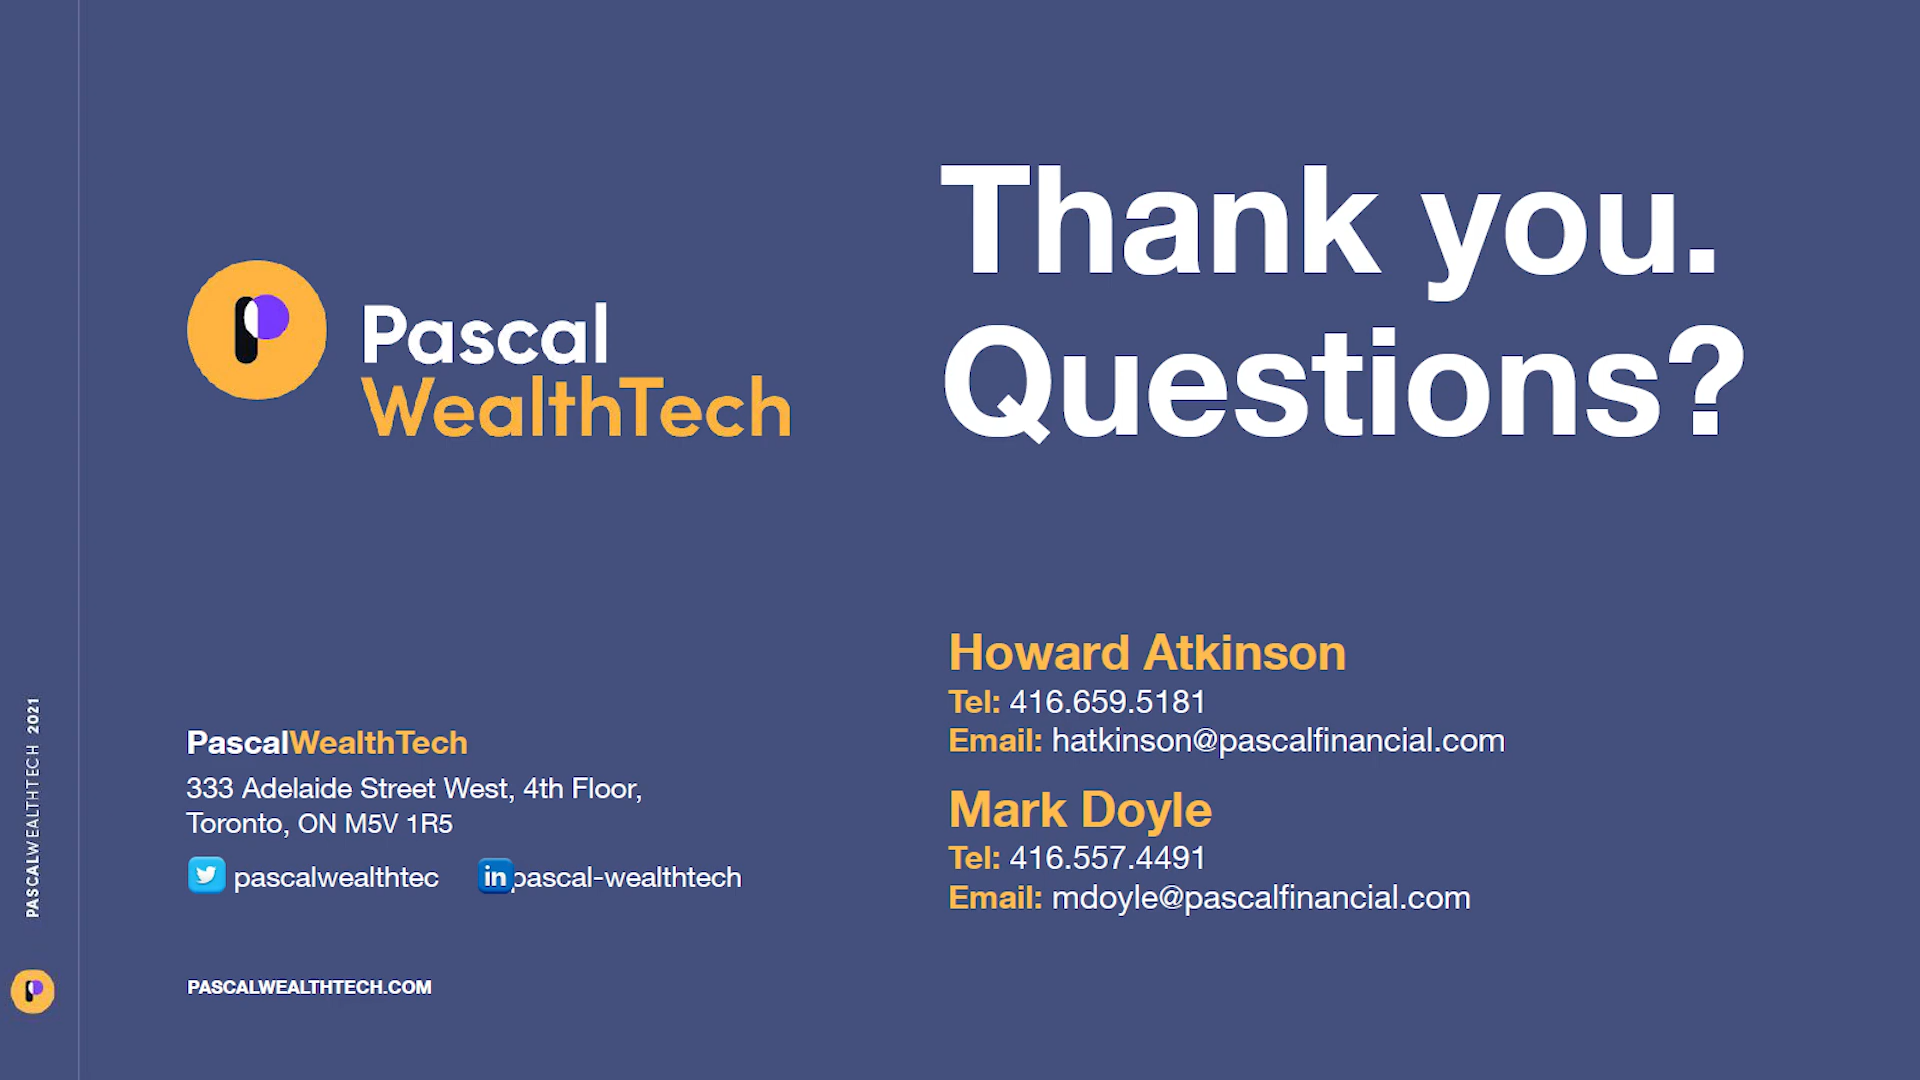 Pascal
WealthTech
Thank you.
Questions?
PascalWealthTech
333 Adelaide Street West, 4th Floor,
Toronto, ON M5V 1R5
pascalwealthtec
in pascal-wealthtech
PASCALWEALTHTECH.COM
Howard Atkinson
Tel: 416.659.5181
Email: hatkinson@pascalfinancial.com
Mark Doyle
Tel: 416.557.4491
Email: mdoyle@pascalfinancial.com
PASCALWEALTHTECH 2021